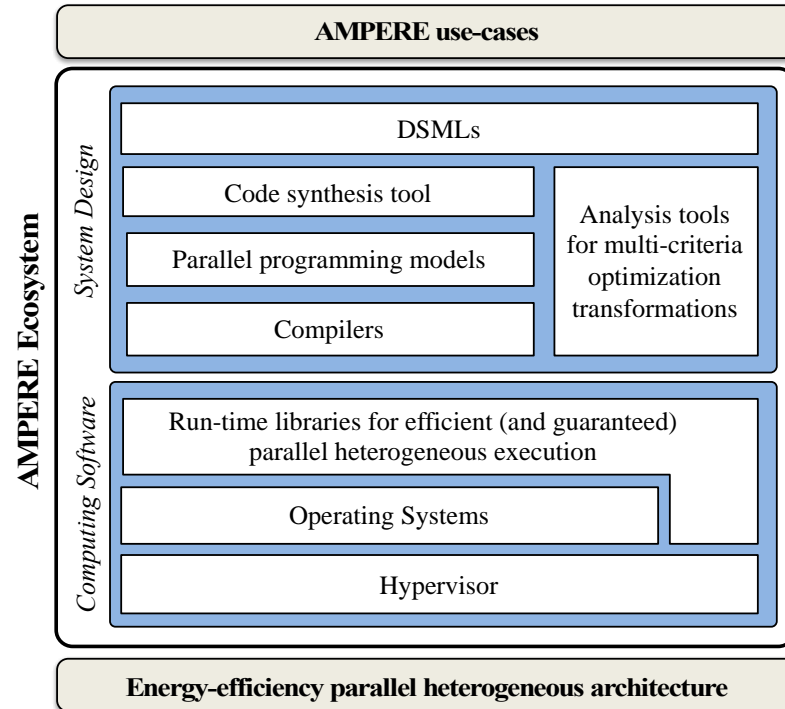 AMPERE use-cases
AMPERE Ecosystem
System Design
DSMLs
Code synthesis tool
Parallel programming models
Compilers
Analysis tools
for multi-criteria
optimization
transformations
Computing Software
Run-time libraries for efficient (and guaranteed)
parallel heterogeneous execution
Operating Systems
Hypervisor
Energy-efficiency parallel heterogeneous architecture